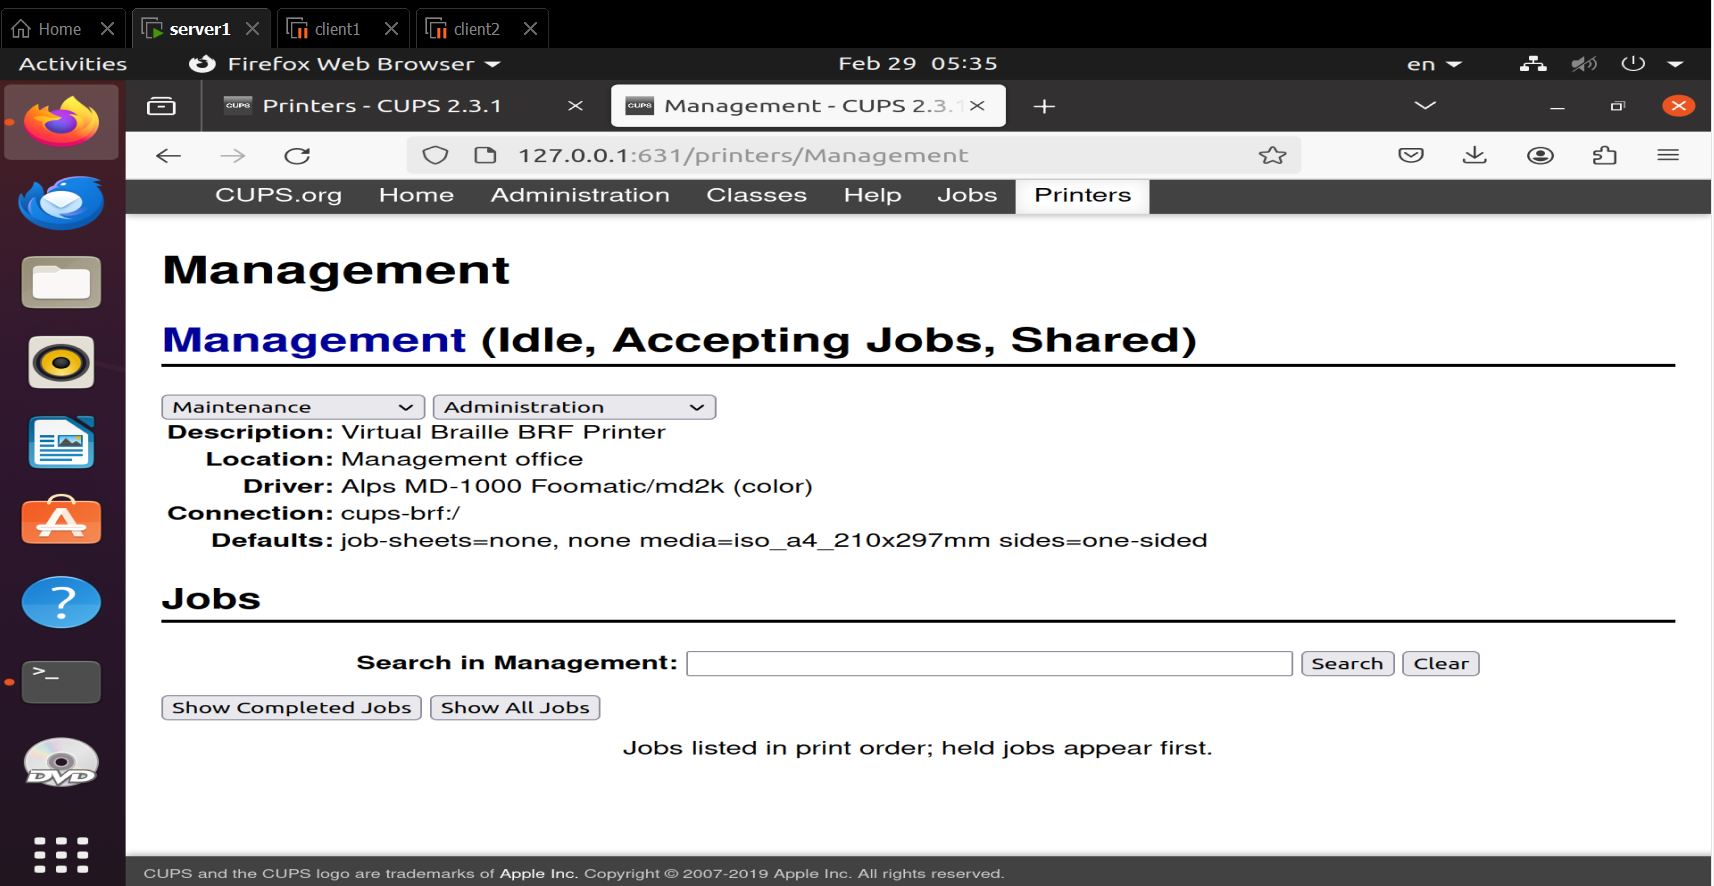 Home server1 client1 client2
Activities Firefox Web Browser Feb 29 05:35 en
CUPS Printers - CUPS 2.3.1 CUPS Management - CUPS 2.3.1
127.0.0.1:631/printers/Management
CUPS.org Home Administration Classes Help Jobs Printers
Management
Management (Idle, Accepting Jobs, Shared)
Maintenance Administration
Description: Virtual Braille BRF Printer
Location: Management office
Driver: Alps MD-1000 Foomatic/md2k (color)
Connection: cups-brf:/
Defaults: job-sheets=none, none media=iso_a4_210x297mm sides=one-sided
Jobs
Search in Management: Search Clear
Show Completed Jobs Show All Jobs
Jobs listed in print order; held jobs appear first.
DVD
CUPS and the CUPS logo are trademarks of Apple Inc. Copyright © 2007-2019 Apple Inc. All rights reserved.